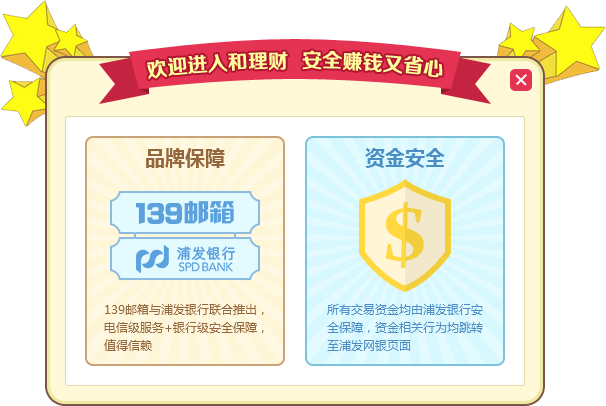 欢迎进入和理财 安全赚钱又省心
品牌保障
139邮箱
浦发银行
SPD BANK
139邮箱与浦发银行联合推出，
电信级服务+银行级安全保障，
值得信赖
资金安全
$
所有交易资金均由浦发银行安
全保障，资金相关行为均跳转
至浦发网银页面